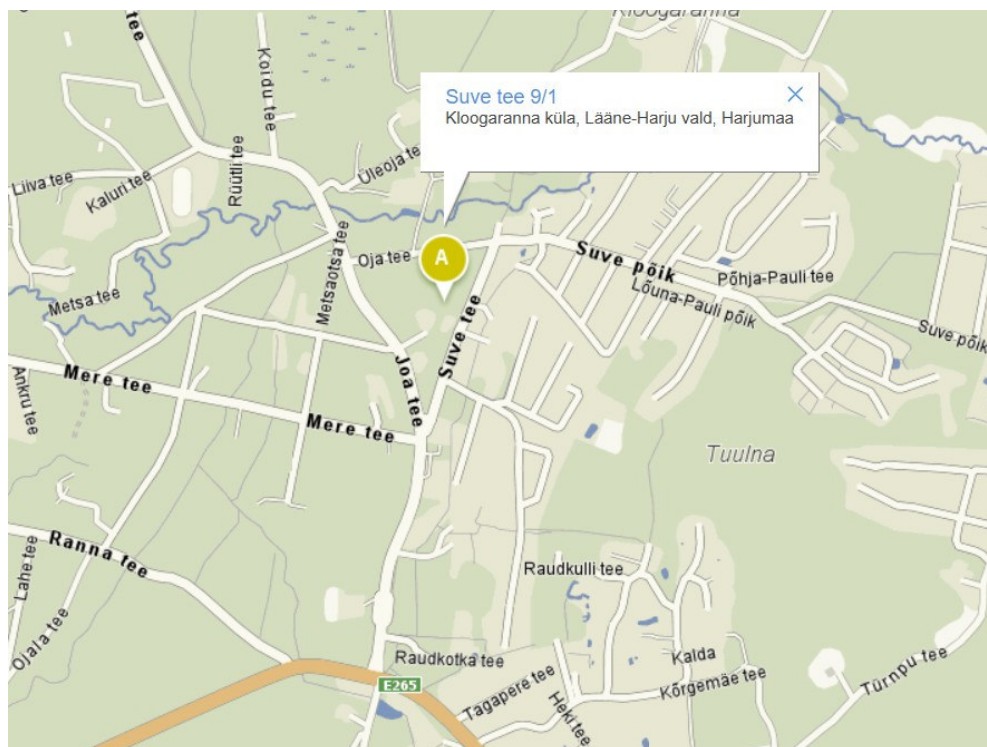 Kloogaranna
tee
Koidu tee
Suve tee 9/1
Kloogaranna küla, Lääne-Harju vald, Harjumaa
Üleoja te
Rüütli tee
Liiva tee
Kaluri tee
Metsaotsa tee
Oja tee
A
Suve põik
Põhja-Pauli tee
Lõuna-Pauli põik
Metsa tee
Suve põik
Suve tee
Joa tee
Mere tee
Ankru tee
Mere tee
Tuulna
Ranna tee
Lahe tee
Raudkulli tee
Ojala tee
Raudkotka tee
Kalda
Türnpu tee
E265
Tagapere tee
Kõrgemäe tee
Heki tee